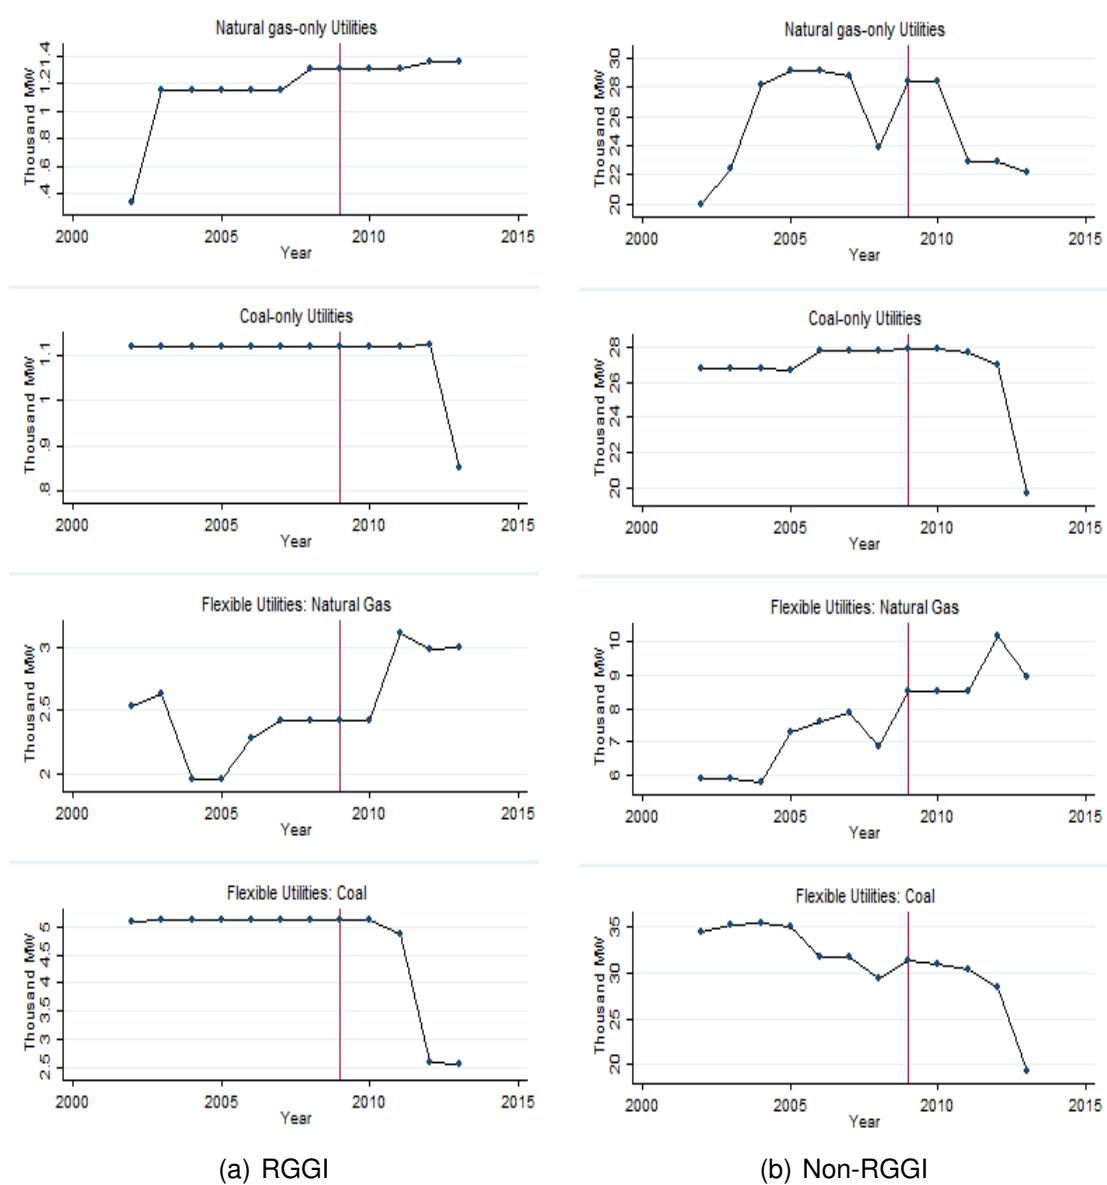 Natural gas-only Utilities
Thousand MW
.4 .6 .8 1 1.2 1.4
2000 2005 2010 2015
Year
Coal-only Utilities
Thousand MW
.8 .9 1 1.1
2000 2005 2010 2015
Year
Flexible Utilities: Natural Gas
Thousand MW
2 2.5 3
2000 2005 2010 2015
Year
Flexible Utilities: Coal
Thousand MW
2.5 3 3.5 4 4.5 5
2000 2005 2010 2015
Year
(a) RGGI
Natural gas-only Utilities
Thousand MW
20 22 24 26 28 30
2000 2005 2010 2015
Year
Coal-only Utilities
Thousand MW
20 22 24 26 28
2000 2005 2010 2015
Year
Flexible Utilities: Natural Gas
Thousand MW
6 7 8 9 10
2000 2005 2010 2015
Year
Flexible Utilities: Coal
Thousand MW
20 25 30 35
2000 2005 2010 2015
Year
(b) Non-RGGI